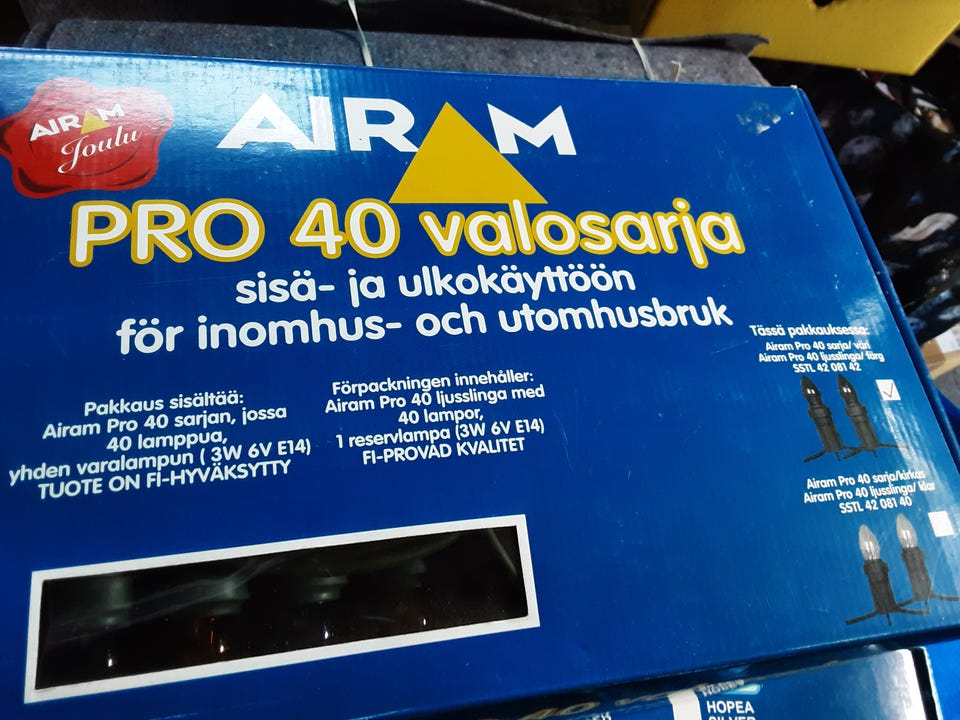 AIRAM
Joulu
AIRAM
PRO 40 valosarja
sisä- ja ulkokäyttöön
för inomhus- och utomhusbruk
Pakkaus sisältää:
Airam Pro 40 sarjan, jossa
40 lamppua,
yhden varalampun ( 3W 6V E14)
TUOTE ON FI-HYVÄKSYTTY
Förpackningen innehåller:
Airam Pro 40 ljusslinga med
40 lampor,
1 reservlampa (3W 6V E14)
FI-PROVAD KVALITET
Tässä pakkauksessa:
Airam Pro 40 sarja/ väri
Airam Pro 40 ljusslinga/ färg
SSTL 42 081 42
Airam Pro 40 sarja/kirkas
Airam Pro 40 ljusslinga/ klar
SSTL 42 081 40
HOPEA
SILVER